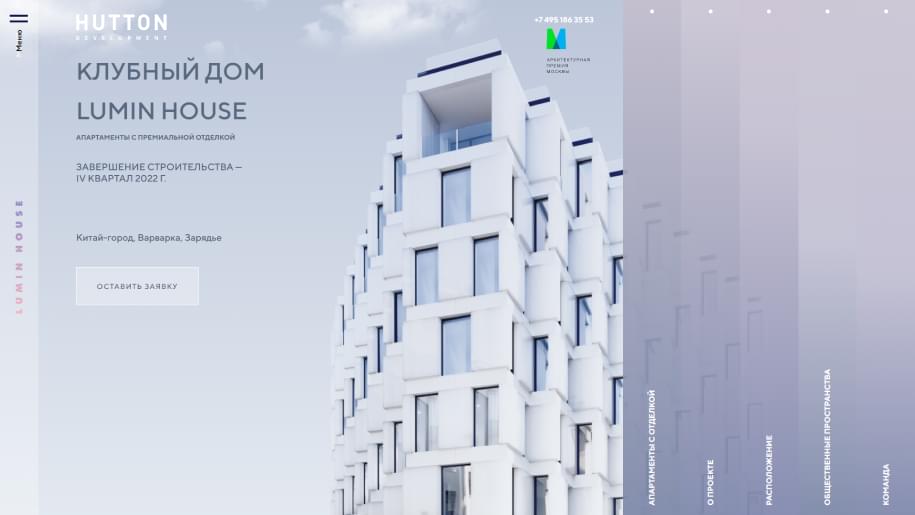 Меню
LUMIN HOUSE
HUTTON
DEVELOPMENT
КЛУБНЫЙ ДОМ
LUMIN HOUSE
АПАРТАМЕНТЫ С ПРЕМИАЛЬНОЙ ОТДЕЛКОЙ
ЗАВЕРШЕНИЕ СТРОИТЕЛЬСТВА –
IV КВАРТАЛ 2022 Г.
Китай-город, Варварка, Зарядье
ОСТАВИТЬ ЗАЯВКУ
+7 495 186 35 53
АРХИТЕКТУРНАЯ
ПРЕМИЯ
МОСКВЫ
АПАРТАМЕНТЫ С ОТДЕЛКОЙ
О ПРОЕКТЕ
РАСПОЛОЖЕНИЕ
ОБЩЕСТВЕННЫЕ ПРОСТРАНСТВА
КОМАНДА